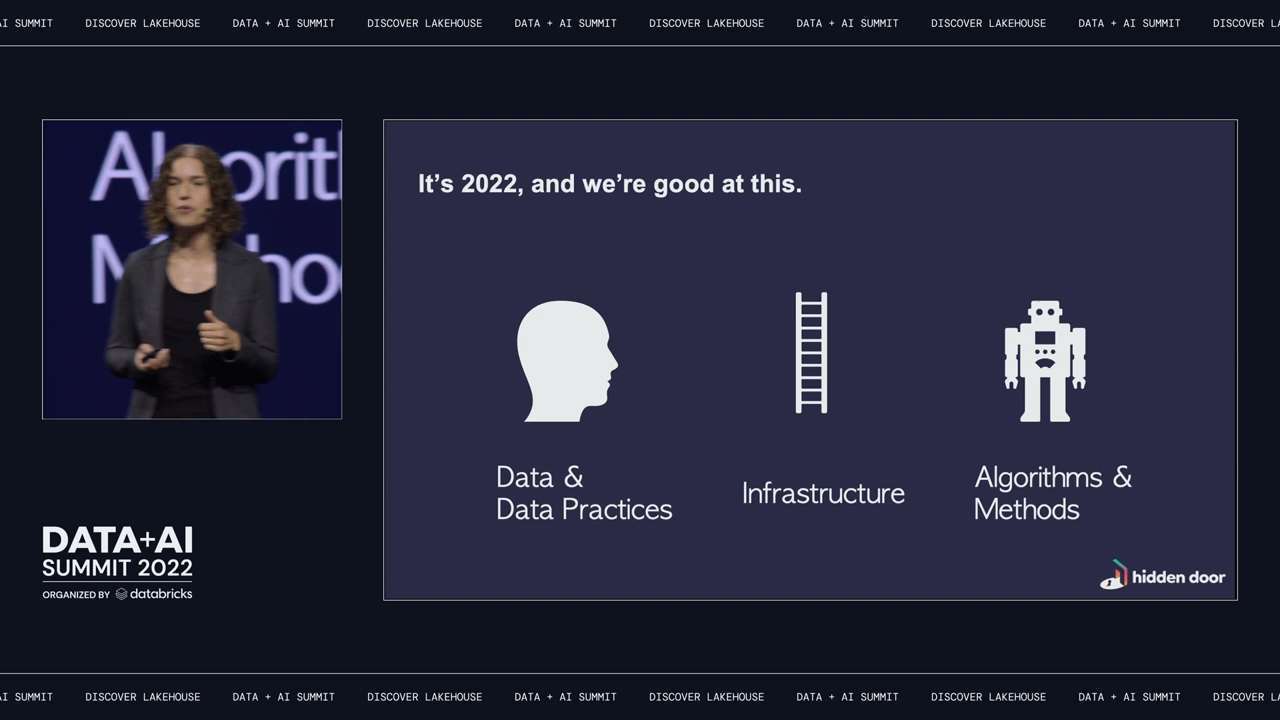 AI SUMMIT DISCOVER LAKEHOUSE DATA + AI SUMMIT DISCOVER LAKEHOUSE DATA + AI SUMMIT DISCOVER LAKEHOUSE DATA + AI SUMMIT DISCOVER LAKEHOUSE DATA + AI SUMMIT DISCOVER
It’s 2022, and we’re good at this.
Data &
Data Practices
Infrastructure
Algorithms &
Methods
hidden door
DATA+AI
SUMMIT 2022
ORGANIZED BY databricks
AI SUMMIT DISCOVER LAKEHOUSE DATA + AI SUMMIT DISCOVER LAKEHOUSE DATA + AI SUMMIT DISCOVER LAKEHOUSE DATA + AI SUMMIT DISCOVER LAKEHOUSE DATA + AI SUMMIT DISCOVER